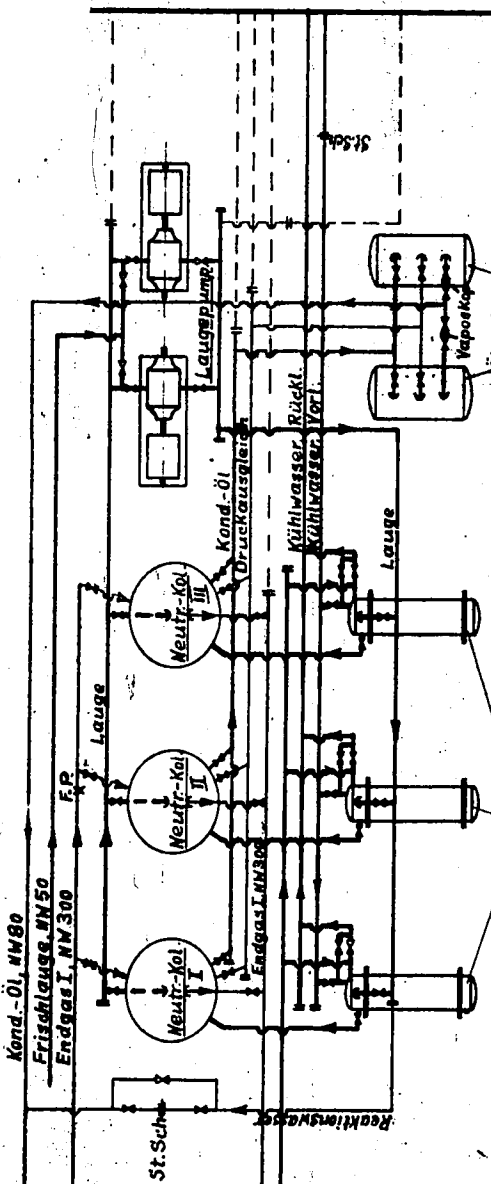 Kond.-Öl, NW80
Frischlauge, NW50
Endgas I, NW300
F.P.
Lauge
St.Sch.
Neutr.-Kol.
I
Neutr.-Kol.
II
Neutr.-Kol.
III
Laugepump.
Kond.-Öl
Druckausgleich
Endgas I, NW300
Kühlwasser, Rückl.
Kühlwasser, Vorl.
St.Sch.
Reaktionswasser
Lauge